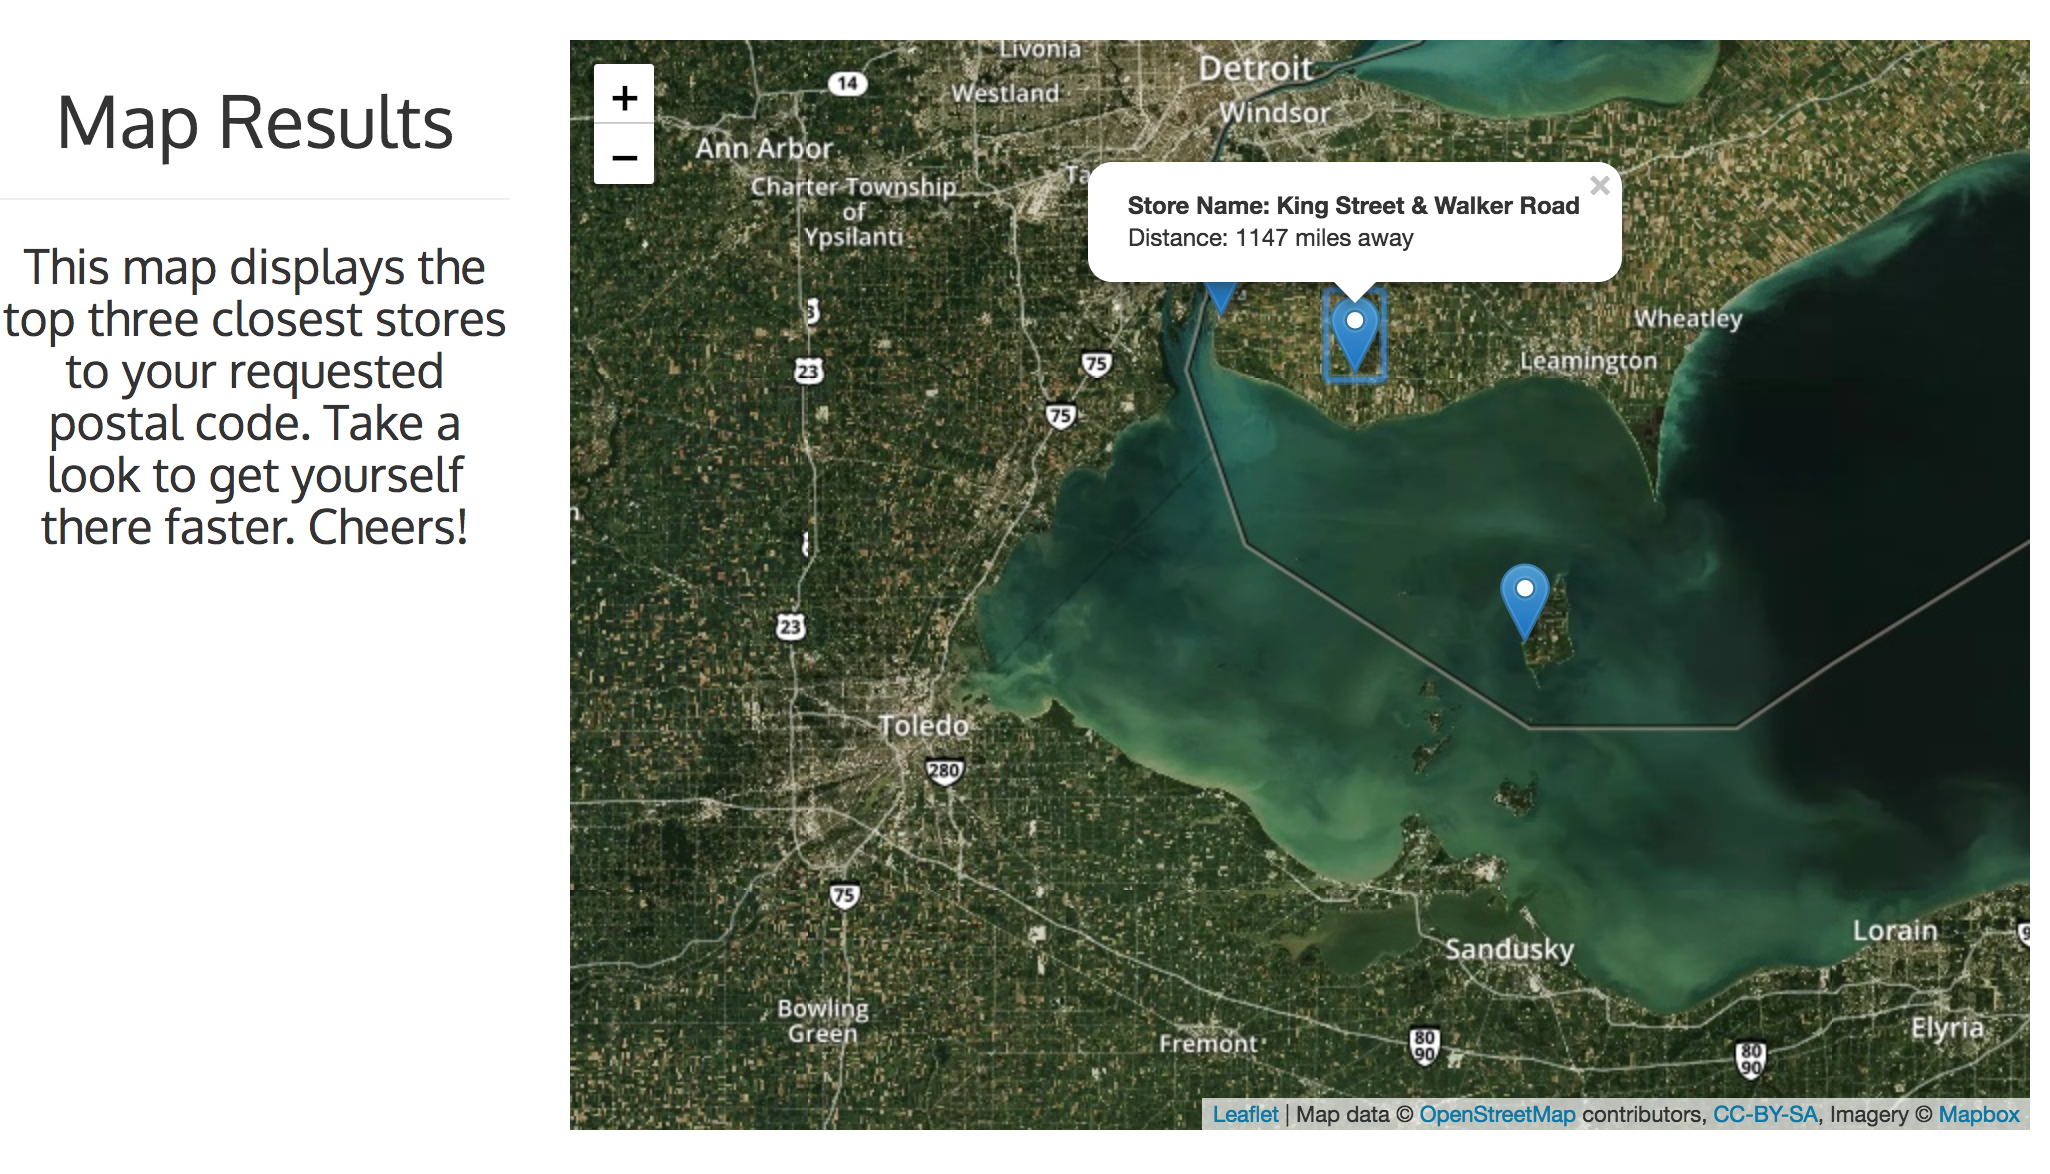 Map Results
This map displays the
top three closest stores
to your requested
postal code. Take a
look to get yourself
there faster. Cheers!
+
−
Livonia
Detroit
14
Westland
Windsor
Ann Arbor
Ta
Charter Township
of
Ypsilanti
Store Name: King Street & Walker Road
×
Distance: 1147 miles away
Wheatley
Leamington
75
23
75
23
Toledo
280
75
Lorain
Sandusky
Bowling
Green
Elyria
Fremont
80
90
80
90
Leaflet | Map data © OpenStreetMap contributors, CC-BY-SA, Imagery © Mapbox